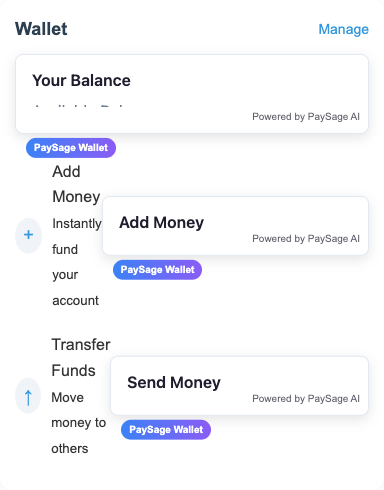 Wallet
Manage
Your Balance
Powered by PaySage AI
PaySage Wallet
Add
Money
Instantly
fund
your
account
Add Money
Powered by PaySage AI
PaySage Wallet
Transfer
Funds
Move
money to
others
Send Money
Powered by PaySage AI
PaySage Wallet